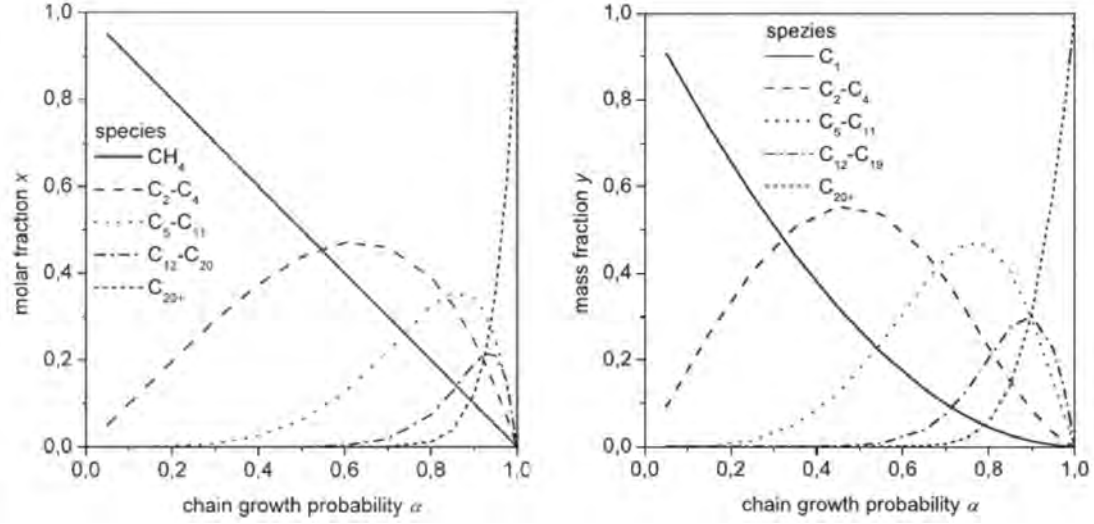 1,0
0,8
0,6
0,4
0,2
0,0
molar fraction x
species
CH₄
C₂-C₄
C₅-C₁₁
C₁₂-C₂₀
C₂₀₊
0,0 0,2 0,4 0,6 0,8 1,0
chain growth probability α
1,0
0,8
0,6
0,4
0,2
0,0
mass fraction y
spezies
C₁
C₂-C₄
C₅-C₁₁
C₁₂-C₁₉
C₂₀₊
0,0 0,2 0,4 0,6 0,8 1,0
chain growth probability α